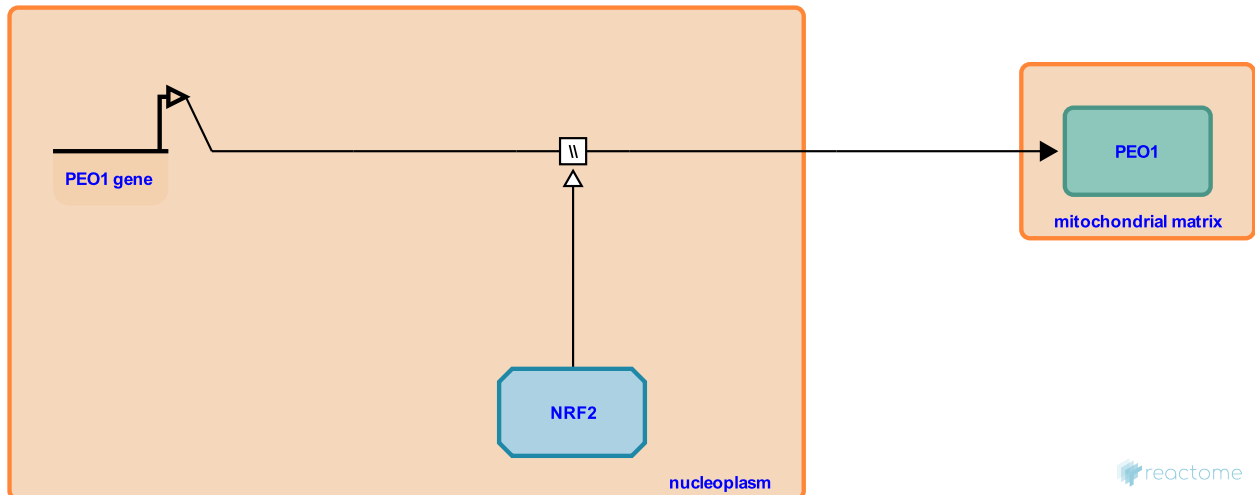 PEO1 gene
\\
PEO1
mitochondrial matrix
NRF2
nucleoplasm
reactome